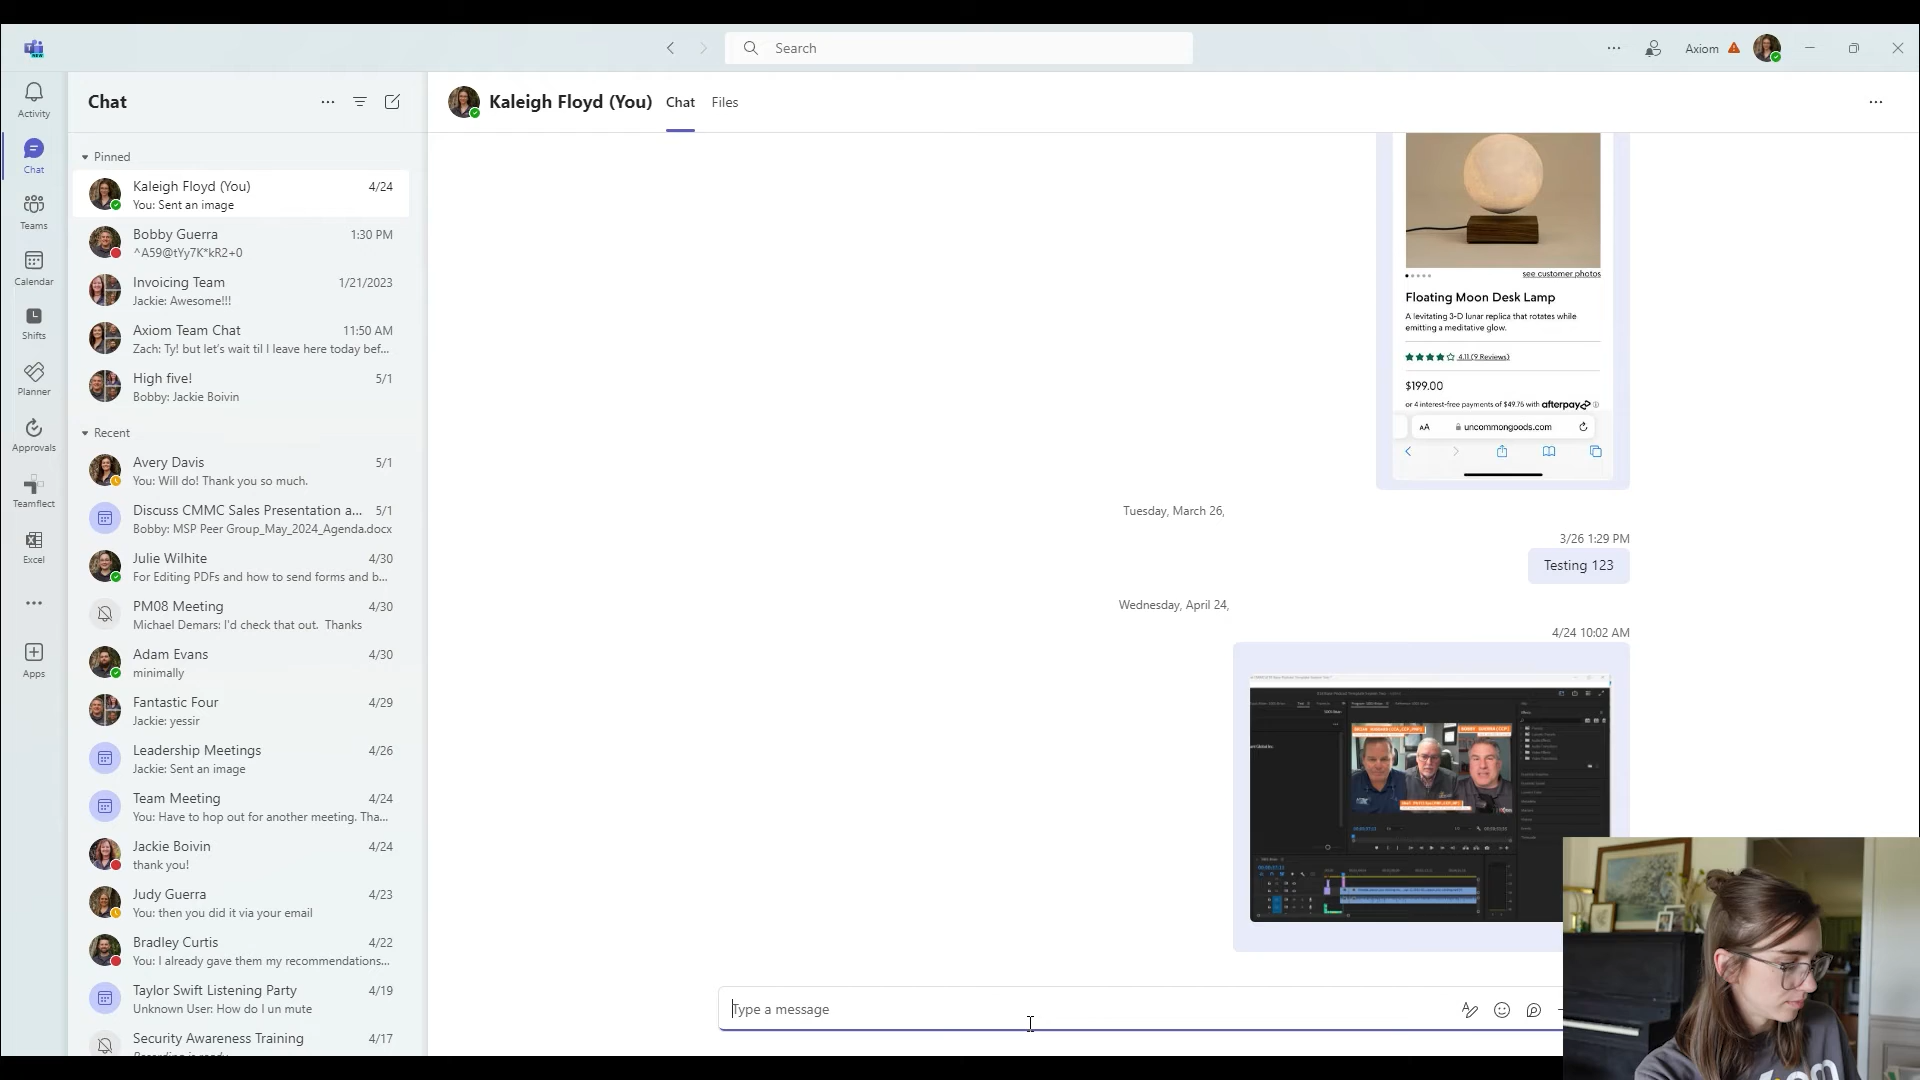 Search
Axiom
Activity
Chat
Teams
Calendar
Shifts
Planner
Approvals
Teamflect
Excel
Apps
Chat
Pinned
Kaleigh Floyd (You) 4/24
You: Sent an image
Bobby Guerra 1:30 PM
^A59@tYy7K*kR2+0
Invoicing Team 1/21/2023
Jackie: Awesome!!!
Axiom Team Chat 11:50 AM
Zach: Ty! but let's wait til I leave here today bef...
High five! 5/1
Bobby: Jackie Boivin
Recent
Avery Davis 5/1
You: Will do! Thank you so much.
Discuss CMMC Sales Presentation a... 5/1
Bobby: MSP Peer Group_May_2024_Agenda.docx
Julie Wilhite 4/30
For Editing PDFs and how to send forms and b...
PM08 Meeting 4/30
Michael Demars: I'd check that out. Thanks
Adam Evans 4/30
minimally
Fantastic Four 4/29
Jackie: yessir
Leadership Meetings 4/26
Jackie: Sent an image
Team Meeting 4/24
You: Have to hop out for another meeting. Tha...
Jackie Boivin 4/24
thank you!
Judy Guerra 4/23
You: then you did it via your email
Bradley Curtis 4/22
You: I already gave them my recommendations...
Taylor Swift Listening Party 4/19
Unknown User: How do I un mute
Security Awareness Training 4/17
Kaleigh Floyd (You) Chat Files
see customer photos
Floating Moon Desk Lamp
A levitating 3-D lunar replica that rotates while
emitting a meditative glow.
4.11 (9 Reviews)
$199.00
or 4 interest-free payments of $49.75 with afterpay
AA uncommongoods.com
Tuesday, March 26,
3/26 1:29 PM
Testing 123
Wednesday, April 24,
4/24 10:02 AM
Type a message